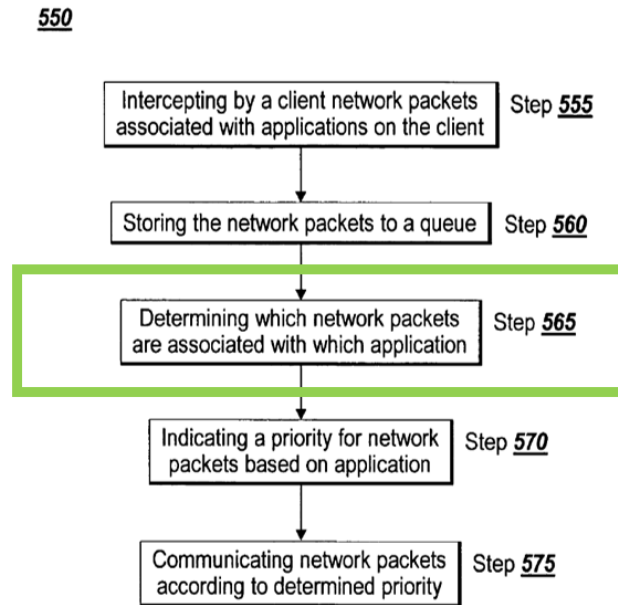 550
Intercepting by a client network packets
associated with applications on the client
Step 555
Storing the network packets to a queue
Step 560
Determining which network packets
are associated with which application
Step 565
Indicating a priority for network
packets based on application
Step 570
Communicating network packets
according to determined priority
Step 575